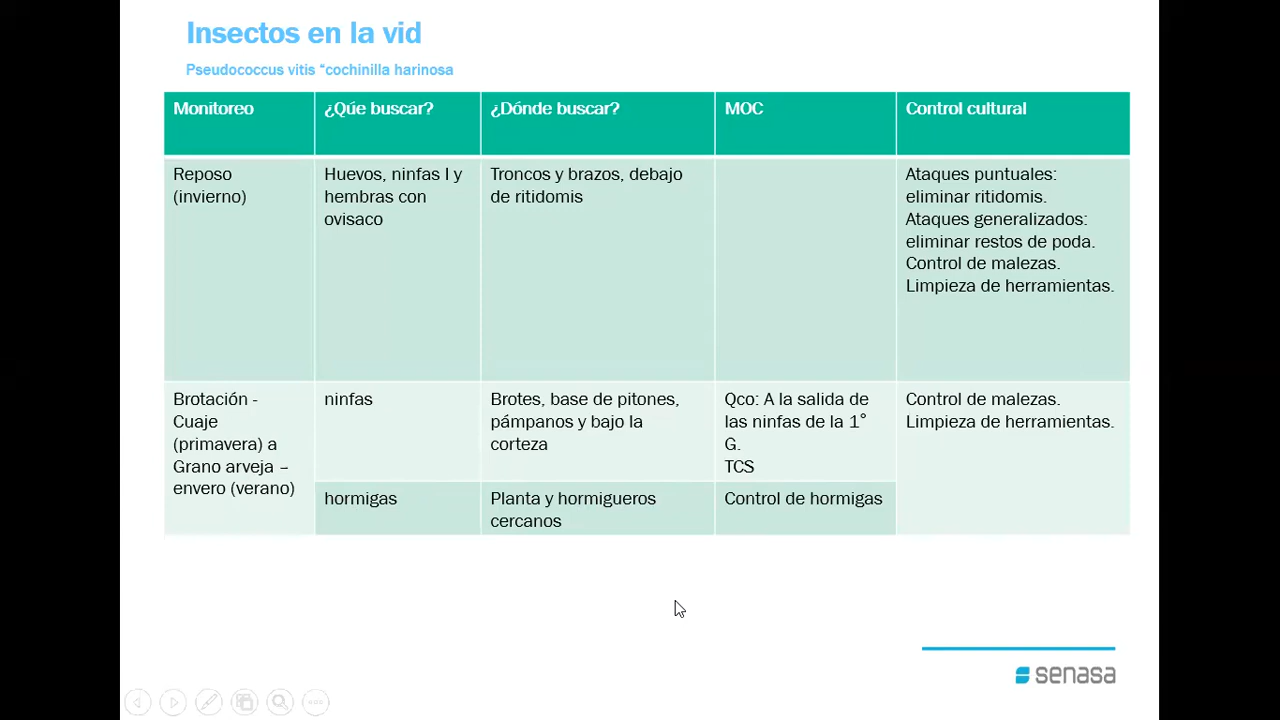 Insectos en la vid
Pseudococcus vitis “cochinilla harinosa
Monitoreo
¿Qúe buscar?
¿Dónde buscar?
MOC
Control cultural
Reposo
(invierno)
Huevos, ninfas I y
hembras con
ovisaco
Troncos y brazos, debajo
de ritidomis
Ataques puntuales:
eliminar ritidomis.
Ataques generalizados:
eliminar restos de poda.
Control de malezas.
Limpieza de herramientas.
Brotación -
Cuaje
(primavera) a
Grano arveja –
envero (verano)
ninfas
Brotes, base de pitones,
pámpanos y bajo la
corteza
Qco: A la salida de
las ninfas de la 1°
G.
TCS
Control de malezas.
Limpieza de herramientas.
hormigas
Planta y hormigueros
cercanos
Control de hormigas
senasa